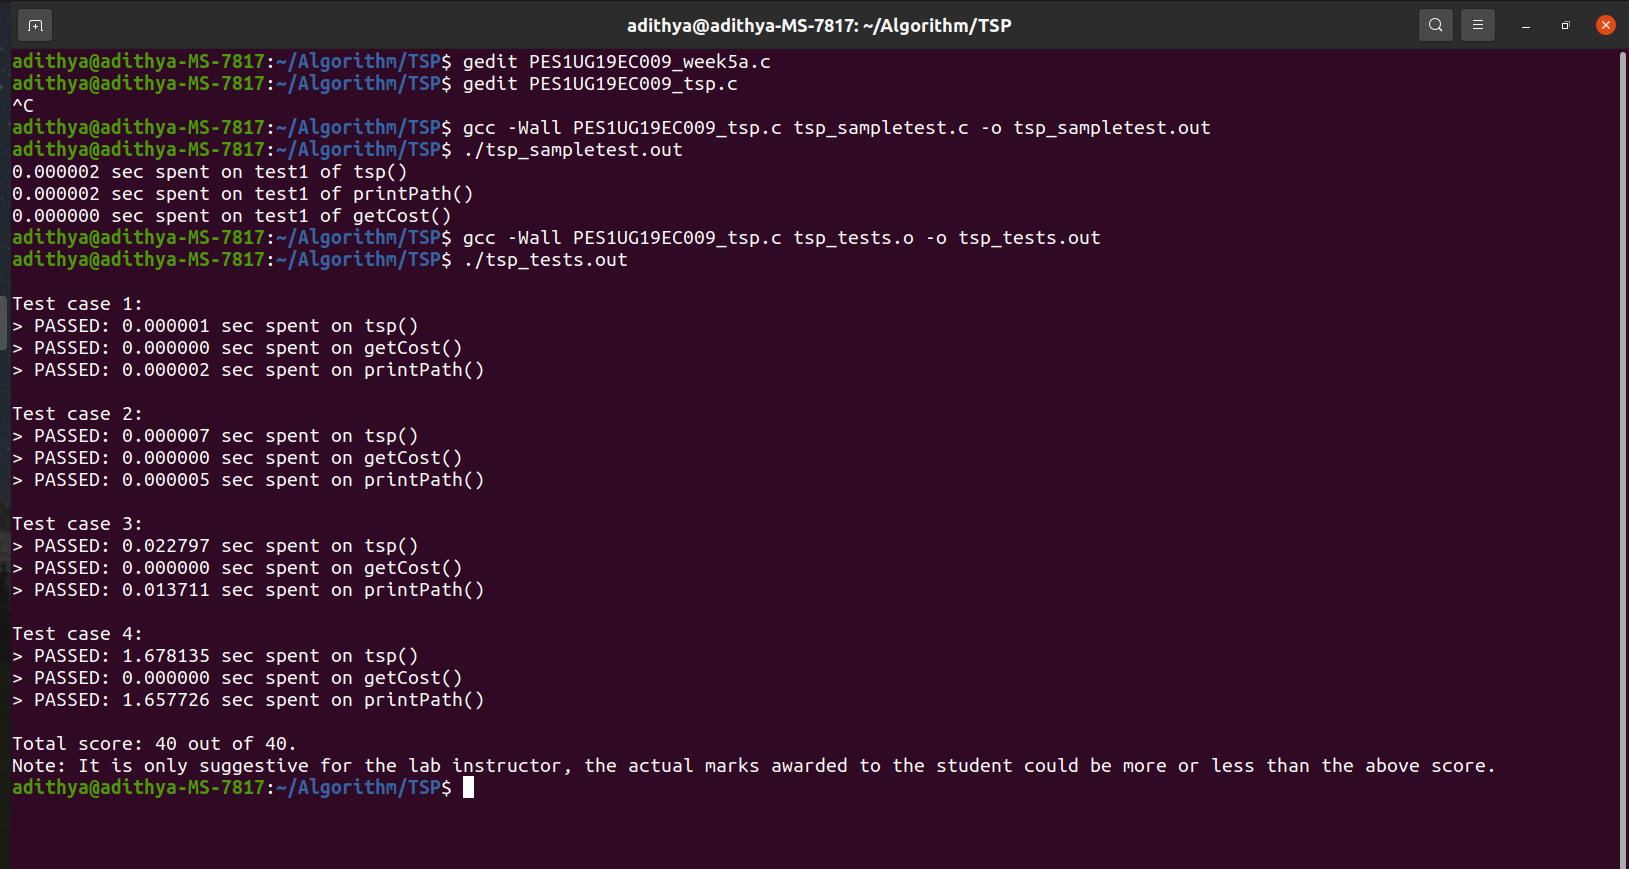 adithya@adithya-MS-7817: ~/Algorithm/TSP
adithya@adithya-MS-7817:~/Algorithm/TSP$ gedit PES1UG19EC009_week5a.c
adithya@adithya-MS-7817:~/Algorithm/TSP$ gedit PES1UG19EC009_tsp.c
^C
adithya@adithya-MS-7817:~/Algorithm/TSP$ gcc -Wall PES1UG19EC009_tsp.c tsp_sampletest.c -o tsp_sampletest.out
adithya@adithya-MS-7817:~/Algorithm/TSP$ ./tsp_sampletest.out
0.000002 sec spent on test1 of tsp()
0.000002 sec spent on test1 of printPath()
0.000000 sec spent on test1 of getCost()
adithya@adithya-MS-7817:~/Algorithm/TSP$ gcc -Wall PES1UG19EC009_tsp.c tsp_tests.o -o tsp_tests.out
adithya@adithya-MS-7817:~/Algorithm/TSP$ ./tsp_tests.out
Test case 1:
> PASSED: 0.000001 sec spent on tsp()
> PASSED: 0.000000 sec spent on getCost()
> PASSED: 0.000002 sec spent on printPath()
Test case 2:
> PASSED: 0.000007 sec spent on tsp()
> PASSED: 0.000000 sec spent on getCost()
> PASSED: 0.000005 sec spent on printPath()
Test case 3:
> PASSED: 0.022797 sec spent on tsp()
> PASSED: 0.000000 sec spent on getCost()
> PASSED: 0.013711 sec spent on printPath()
Test case 4:
> PASSED: 1.678135 sec spent on tsp()
> PASSED: 0.000000 sec spent on getCost()
> PASSED: 1.657726 sec spent on printPath()
Total score: 40 out of 40.
Note: It is only suggestive for the lab instructor, the actual marks awarded to the student could be more or less than the above score.
adithya@adithya-MS-7817:~/Algorithm/TSP$